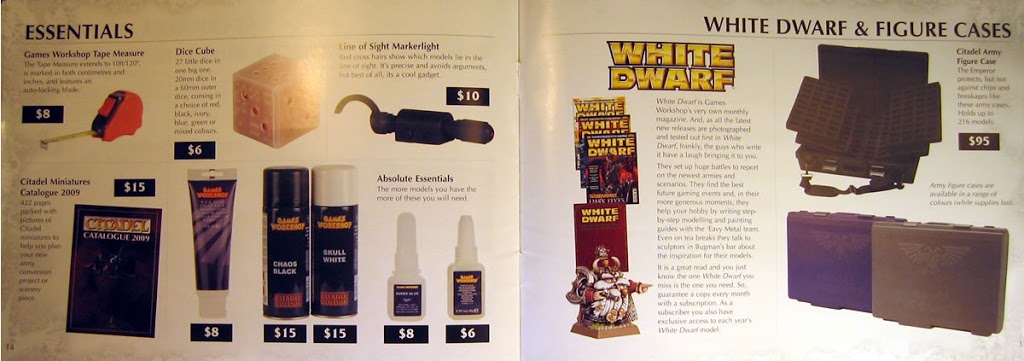 ESSENTIALS
Games Workshop Tape Measure
The Tape Measure extends to 10ft/120",
is marked in both centimetres and
inches, and features an
auto-locking blade.
$8
Dice Cube
27 little dice in
one big one.
20mm dice in
a 60mm outer
dice, coming in
a choice of red,
black, ivory,
blue, green or
mixed colours.
$6
Line of Sight Markerlight
Red cross hairs show which models lie in the
line of sight. It's precise and avoids arguments,
but best of all, its a cool gadget.
$10
Citadel Miniatures
Catalogue 2009
$15
422 pages
packed with
pictures of
Citadel
miniatures to
help you plan
your new
army,
conversion
project or
scenery
piece.
CITADEL
CATALOGUE 2009
GAMES
WORKSHOP
$8
GAMES
WORKSHOP
CHAOS
BLACK
CITADEL
$15
GAMES
WORKSHOP
SKULL
WHITE
CITADEL
$15
Absolute Essentials
The more models you have the
more of these you will need.
SUPER GLUE
$8
GAMES
WORKSHOP
$6
14
WHITE DWARF & FIGURE CASES
WHITE
DWARF
WHITE
DWARF
WHITE
DWARF
White Dwarf is Games
Workshop's very own monthly
magazine. And, as all the latest
new releases are photographed
and tested out first in White
Dwarf, frankly, the guys who write
it have a laugh bringing it to you.
They set up huge battles to report
on the newest armies and
scenarios. They find the best
future gaming events and, in their
more generous moments, they
help your hobby by writing step-
by-step modelling and painting
guides with the 'Eavy Metal team.
Even on tea breaks they talk to
sculptors in Bugman's bar about
the inspiration for their models.
It is a great read and you just
know the one White Dwarf you
miss is the one you need. So,
guarantee a copy every month
with a subscription. As a
subscriber you also have
exclusive access to each year's
White Dwarf model.
Citadel Army
Figure Case
The Emperor
protects, but not
against chips and
breakages like
these army cases.
Holds up to
216 models.
$95
Army figure cases are
available in a range of
colours (while supplies last).